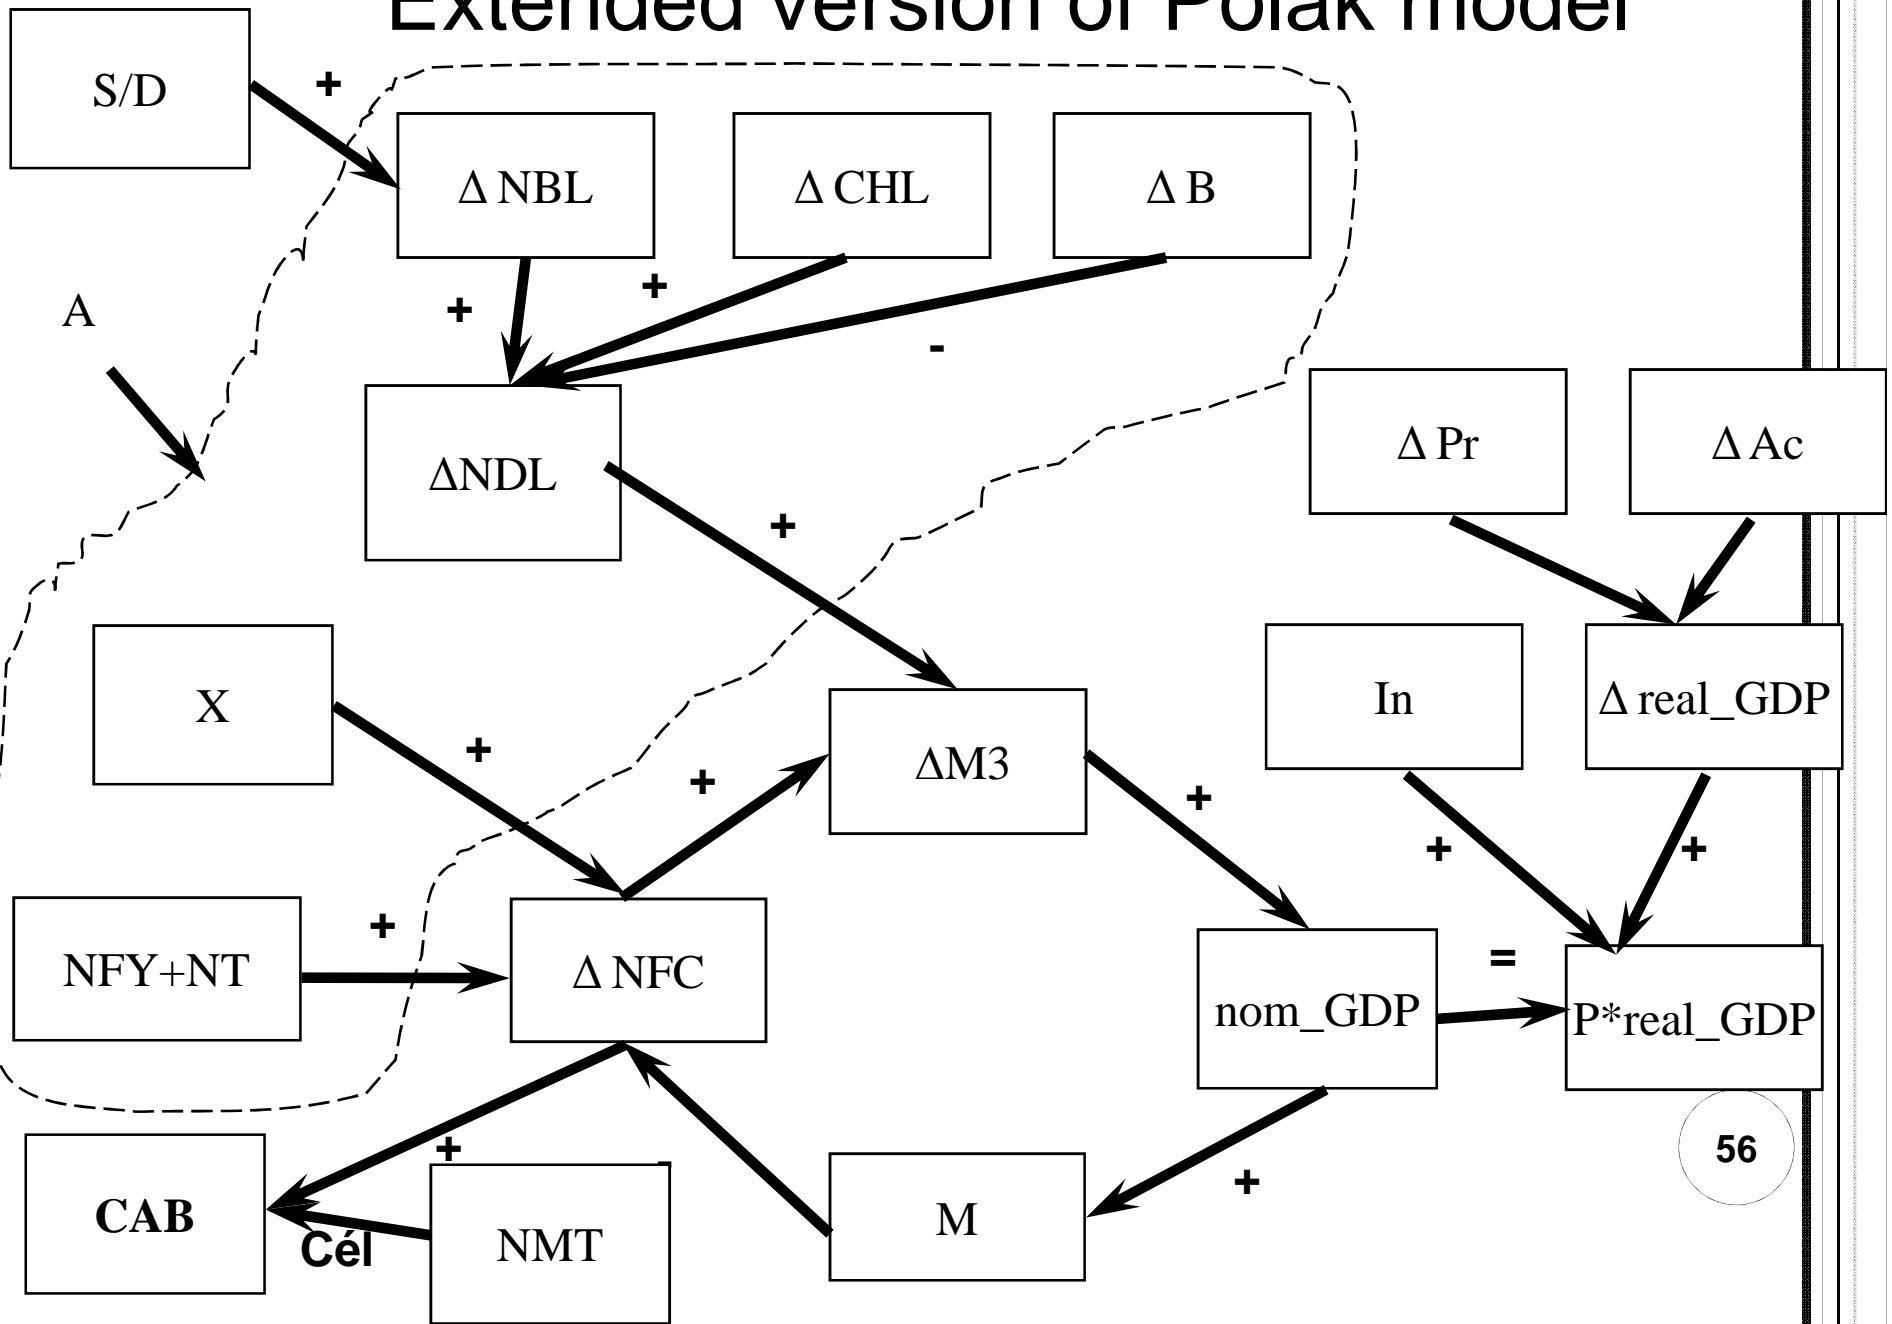 Extended version of Polak model
S/D
+
Δ NBL
Δ CHL
Δ B
+
+
-
A
ΔNDL
+
Δ Pr
Δ Ac
X
+
+
ΔM3
+
In
Δ real_GDP
+
+
NFY+NT
+
Δ NFC
nom_GDP
=
P*real_GDP
CAB
+
Cél
NMT
-
M
+
56